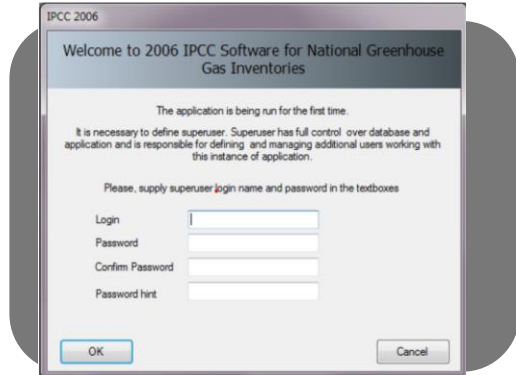 IPCC 2006
Welcome to 2006 IPCC Software for National Greenhouse
Gas Inventories
The application is being run for the first time.
It is necessary to define superuser. Superuser has full control over database and
application and is responsible for defining and managing additional users working with
this instance of application.
Please, supply superuser login name and password in the textboxes
Login
Password
Confirm Password
Password hint
OK
Cancel